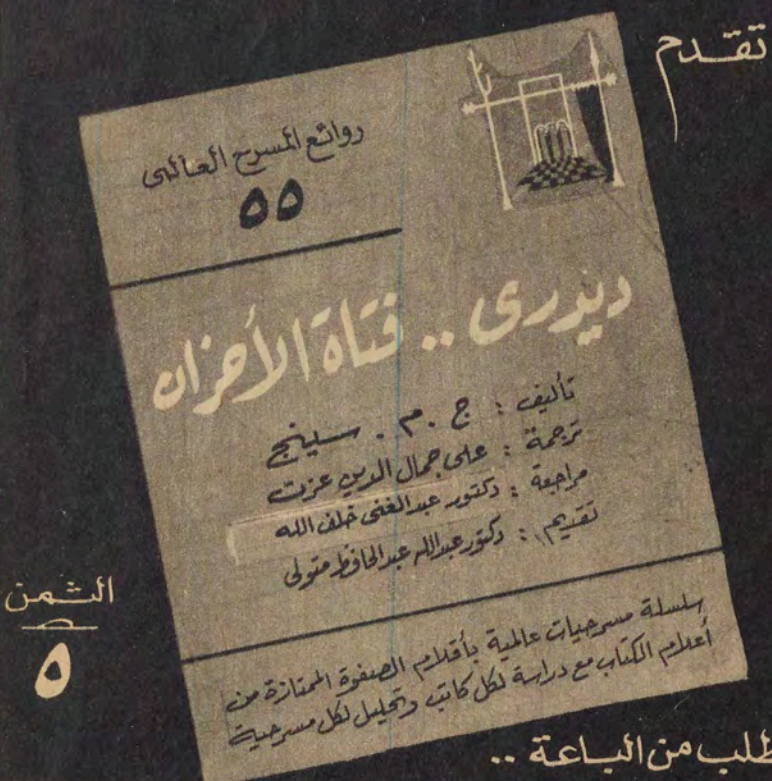 تقدم
روائع المسرح العالمى
٥٥
ديدرى .. فتاة الأحزان
تأليف : ج . م . سينج
ترجمة : على جمال الدين عزت
مراجعة : دكتور عبد الغنى خلف الله
تقديم : دكتور عبد الله عبد الحافظ متولى
سلسلة مسرحيات عالمية بأقلام الصفوة الممتازة من
أعلام الكتاب مع دراسة لكل كاتب وتحليل لكل مسرحية
الثمن
٥
طلب من الباعة ..